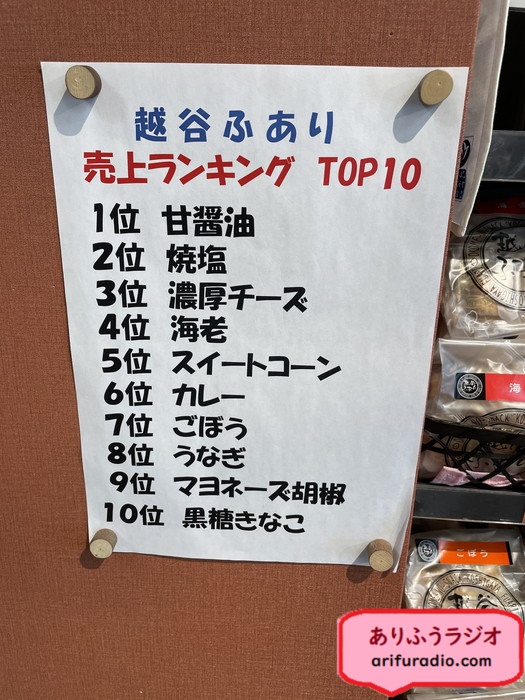 越谷ふあり
売上ランキング TOP10
1位 甘醤油
2位 焼塩
3位 濃厚チーズ
4位 海老
5位 スイートコーン
6位 カレー
7位 ごぼう
8位 うなぎ
9位 マヨネーズ胡椒
10位 黒糖きなこ
海
ごぼう
ありふうラジオ
arifuradio.com